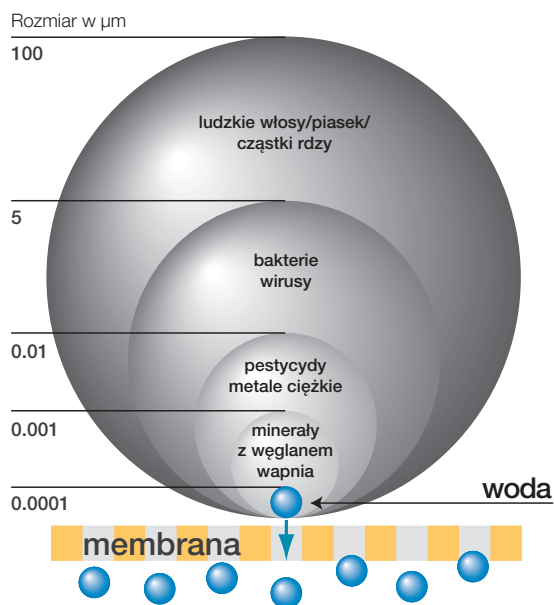 Rozmiar w µm
100
ludzkie włosy/piasek/
cząstki rdzy
5
bakterie
wirusy
0.01
pestycydy
metale ciężkie
0.001
minerały
z węglanem
wapnia
0.0001
woda
membrana